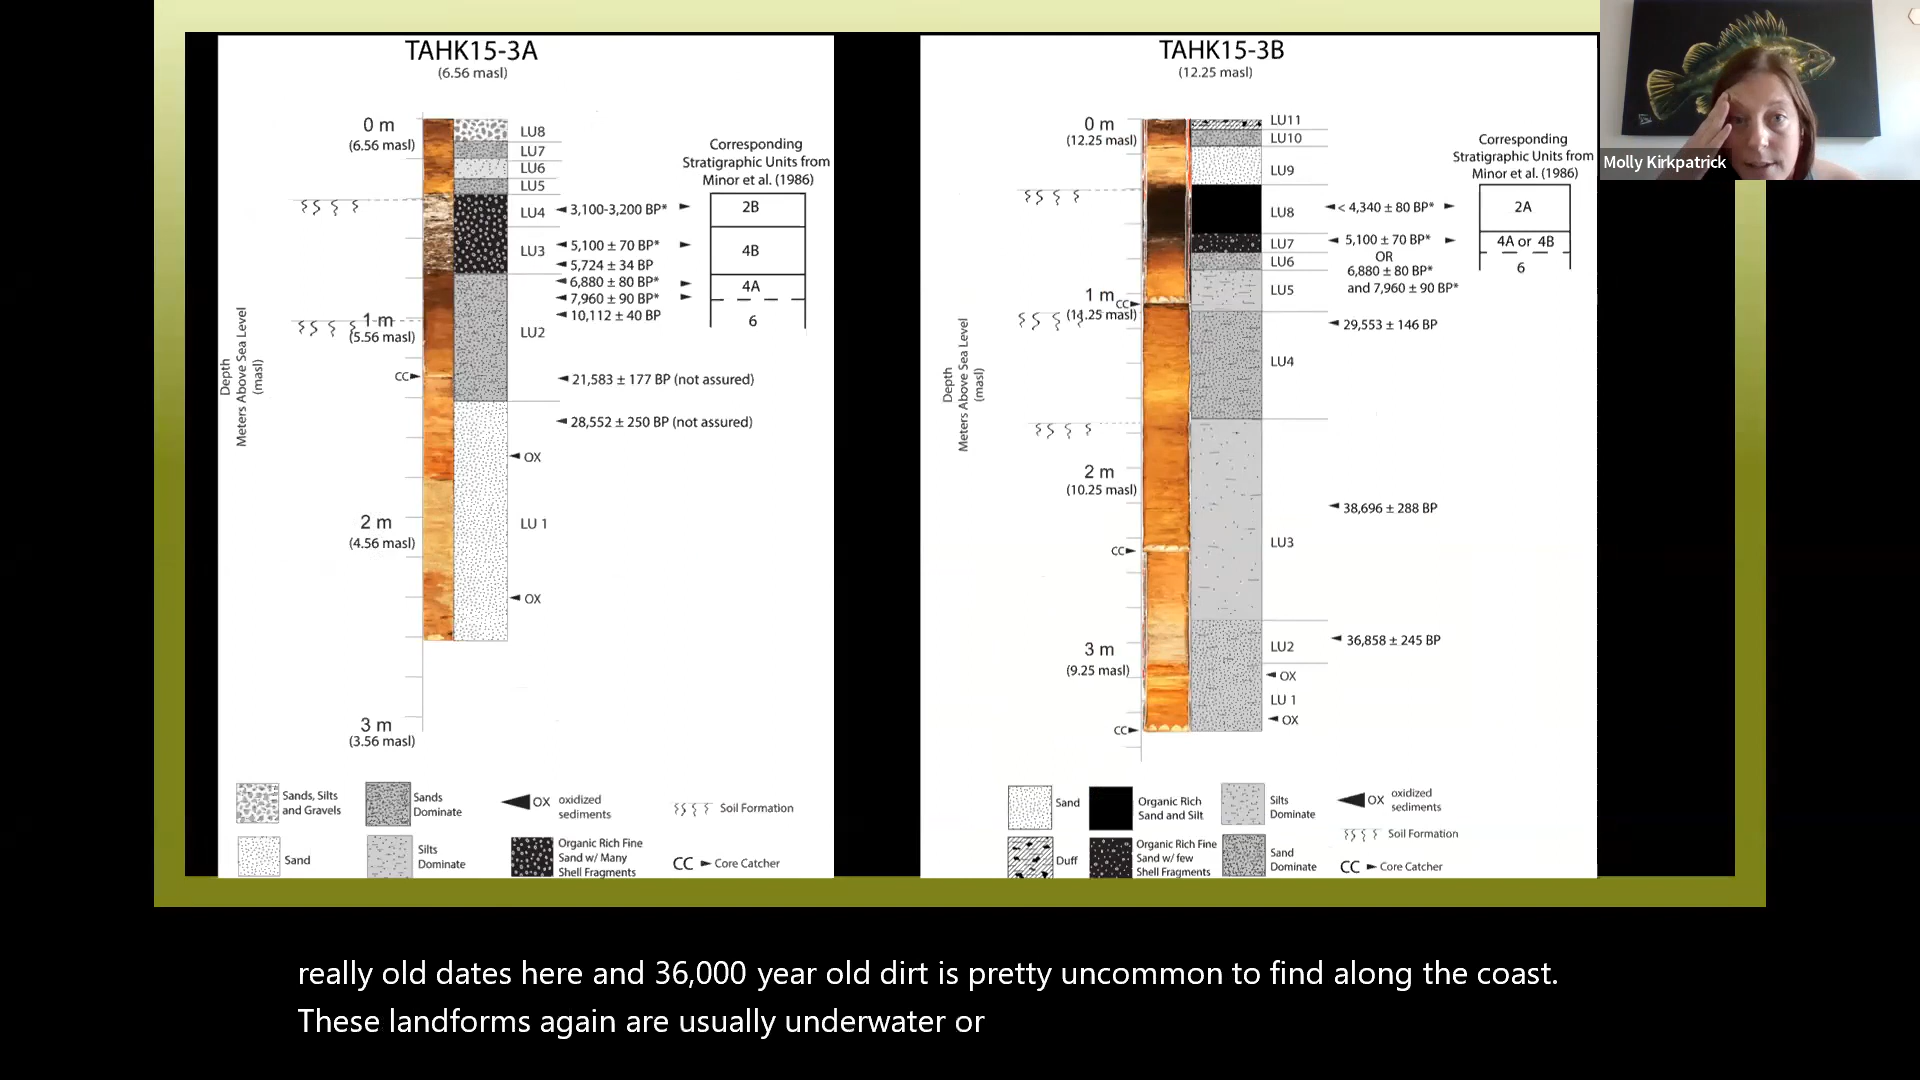 TAHK15-3A
(6.56 masl)
0 m
(6.56 masl)
1 m
(5.56 masl)
CC
2 m
(4.56 masl)
3 m
(3.56 masl)
Depth
Meters Above Sea Level
(masl)
LU8
LU7
LU6
LU5
LU4
LU3
LU2
LU 1
3,100-3,200 BP*
5,100 ± 70 BP*
5,724 ± 34 BP
6,880 ± 80 BP*
7,960 ± 90 BP*
10,112 ± 40 BP
21,583 ± 177 BP (not assured)
28,552 ± 250 BP (not assured)
OX
OX
Corresponding
Stratigraphic Units from
Minor et al. (1986)
2B
4B
4A
6
Sands, Silts
and Gravels
Sands
Dominate
OX oxidized
sediments
Soil Formation
Sand
Silts
Dominate
Organic Rich Fine
Sand w/ Many
Shell Fragments
CC Core Catcher
TAHK15-3B
(12.25 masl)
0 m
(12.25 masl)
1 m
CC
(11.25 masl)
2 m
(10.25 masl)
CC
3 m
(9.25 masl)
CC
Depth
Meters Above Sea Level
(masl)
LU11
LU10
LU9
LU8
LU7
LU6
LU5
LU4
LU3
LU2
OX
LU 1
OX
< 4,340 ± 80 BP*
5,100 ± 70 BP*
OR
6,880 ± 80 BP*
and 7,960 ± 90 BP*
29,553 ± 146 BP
38,696 ± 288 BP
36,858 ± 245 BP
Corresponding
Stratigraphic Units from
Minor et al. (1986)
2A
4A or 4B
6
Sand
Organic Rich
Sand and Silt
Silts
Dominate
OX oxidized
sediments
Soil Formation
Duff
Organic Rich Fine
Sand w/ few
Shell Fragments
Sand
Dominate
CC Core Catcher
Molly Kirkpatrick
really old dates here and 36,000 year old dirt is pretty uncommon to find along the coast.
These landforms again are usually underwater or